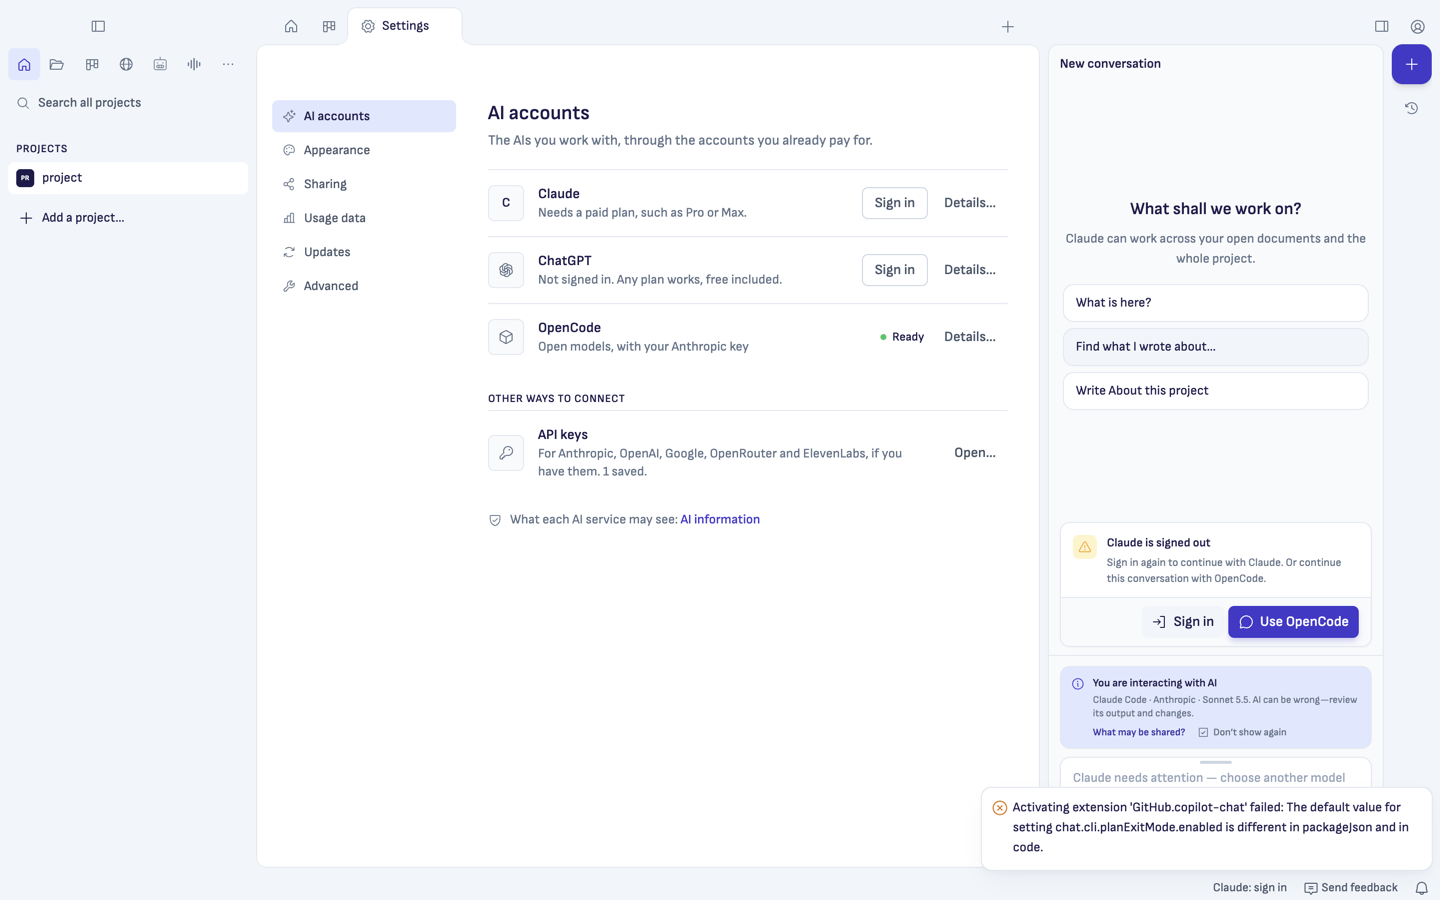 Settings
Search all projects
PROJECTS
PR project
Add a project...
AI accounts
Appearance
Sharing
Usage data
Updates
Advanced
AI accounts
The AIs you work with, through the accounts you already pay for.
C
Claude
Needs a paid plan, such as Pro or Max.
Sign in
Details...
ChatGPT
Not signed in. Any plan works, free included.
Sign in
Details...
OpenCode
Open models, with your Anthropic key
Ready
Details...
OTHER WAYS TO CONNECT
API keys
For Anthropic, OpenAI, Google, OpenRouter and ElevenLabs, if you
have them. 1 saved.
Open...
What each AI service may see: AI information
New conversation
What shall we work on?
Claude can work across your open documents and the
whole project.
What is here?
Find what I wrote about...
Write About this project
Claude is signed out
Sign in again to continue with Claude. Or continue
this conversation with OpenCode.
Sign in
Use OpenCode
You are interacting with AI
Claude Code · Anthropic · Sonnet 5.5. AI can be wrong—review
its output and changes.
What may be shared?
Don't show again
Claude needs attention — choose another model
Activating extension 'GitHub.copilot-chat' failed: The default value for
setting chat.cli.planExitMode.enabled is different in packageJson and in
code.
Claude: sign in
Send feedback